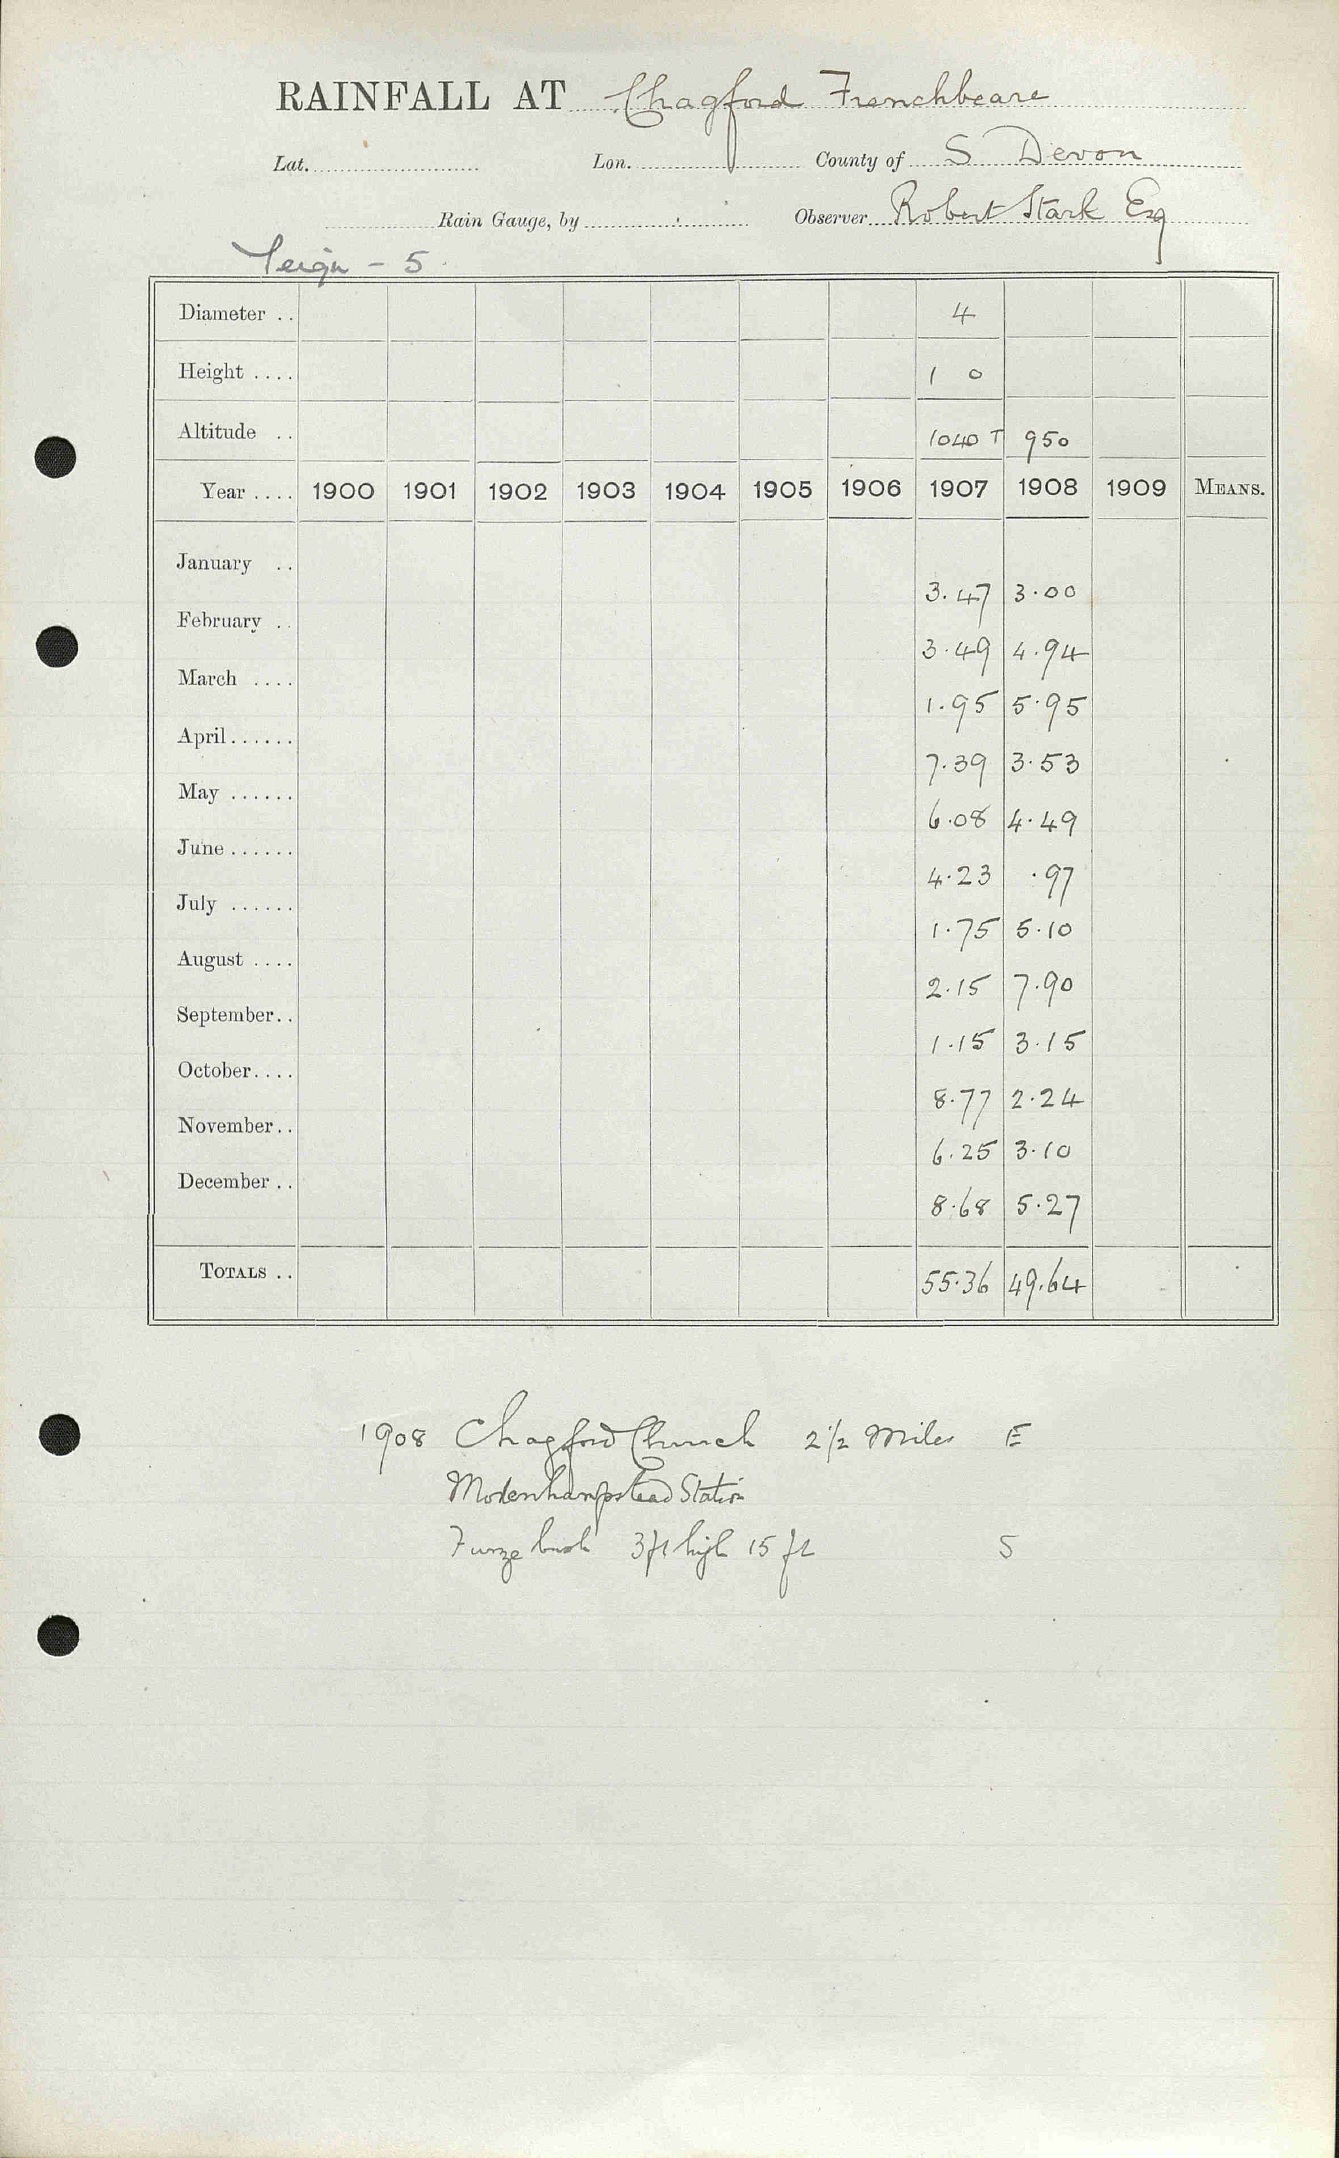 RAINFALL AT Chagford Frenchbeare
Lat. Lon. County of S Devon
Rain Gauge, by Observer Robert Stark Esq
Teign - 5
Diameter .. 4
Height .... 1 0
Altitude .. 1040 T 950
Year .... 1900 1901 1902 1903 1904 1905 1906 1907 1908 1909 MEANS.
January ..
3.47 3.00
February ..
3.49 4.94
March ....
1.95 5.95
April......
7.39 3.53
May ......
6.08 4.49
June ......
4.23 .97
July ......
1.75 5.10
August ....
2.15 7.90
September..
1.15 3.15
October....
8.77 2.24
November..
6.25 3.10
December ..
8.68 5.27
TOTALS .. 55.36 49.64
1908 Chagford Church 2 1/2 Miles E
Motenhampstead Station
Furze bush 3ft high 15 ft S